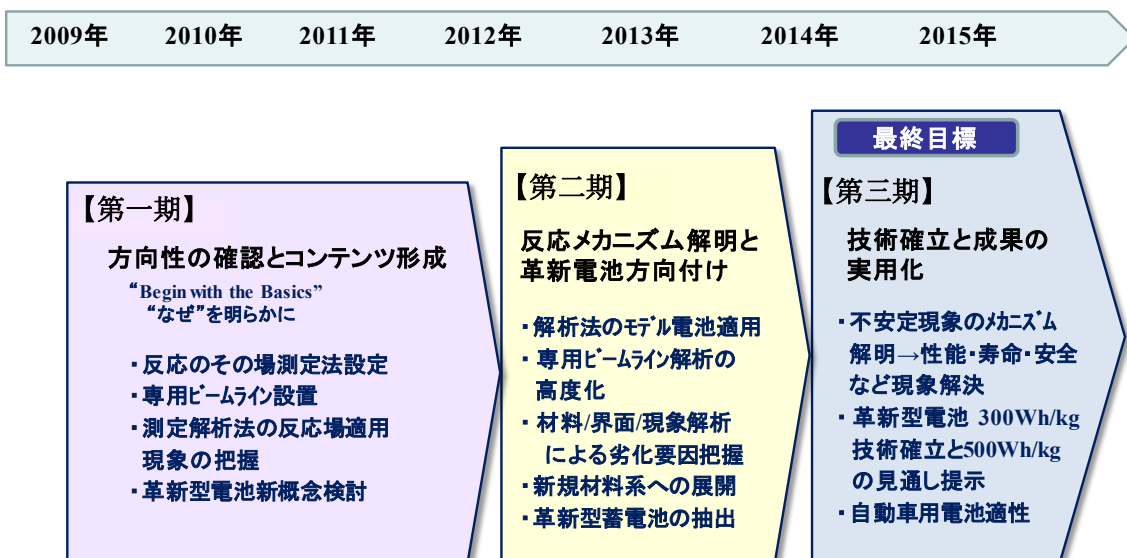 2009年 2010年 2011年 2012年 2013年 2014年 2015年
【第一期】
方向性の確認とコンテンツ形成
“Begin with the Basics”
“なぜ”を明らかに
・反応のその場測定法設定
・専用ﾋﾞｰﾑﾗｲﾝ設置
・測定解析法の反応場適用
現象の把握
・革新型電池新概念検討
【第二期】
反応メカニズム解明と
革新電池方向付け
・解析法のﾓﾃﾞﾙ電池適用
・専用ﾋﾞｰﾑﾗｲﾝ解析の
高度化
・材料/界面/現象解析
による劣化要因把握
・新規材料系への展開
・革新型蓄電池の抽出
最終目標
【第三期】
技術確立と成果の
実用化
・不安定現象のﾒｶﾆｽﾞﾑ
解明→性能・寿命・安全
など現象解決
・革新型電池 300Wh/kg
技術確立と500Wh/kg
の見通し提示
・自動車用電池適性